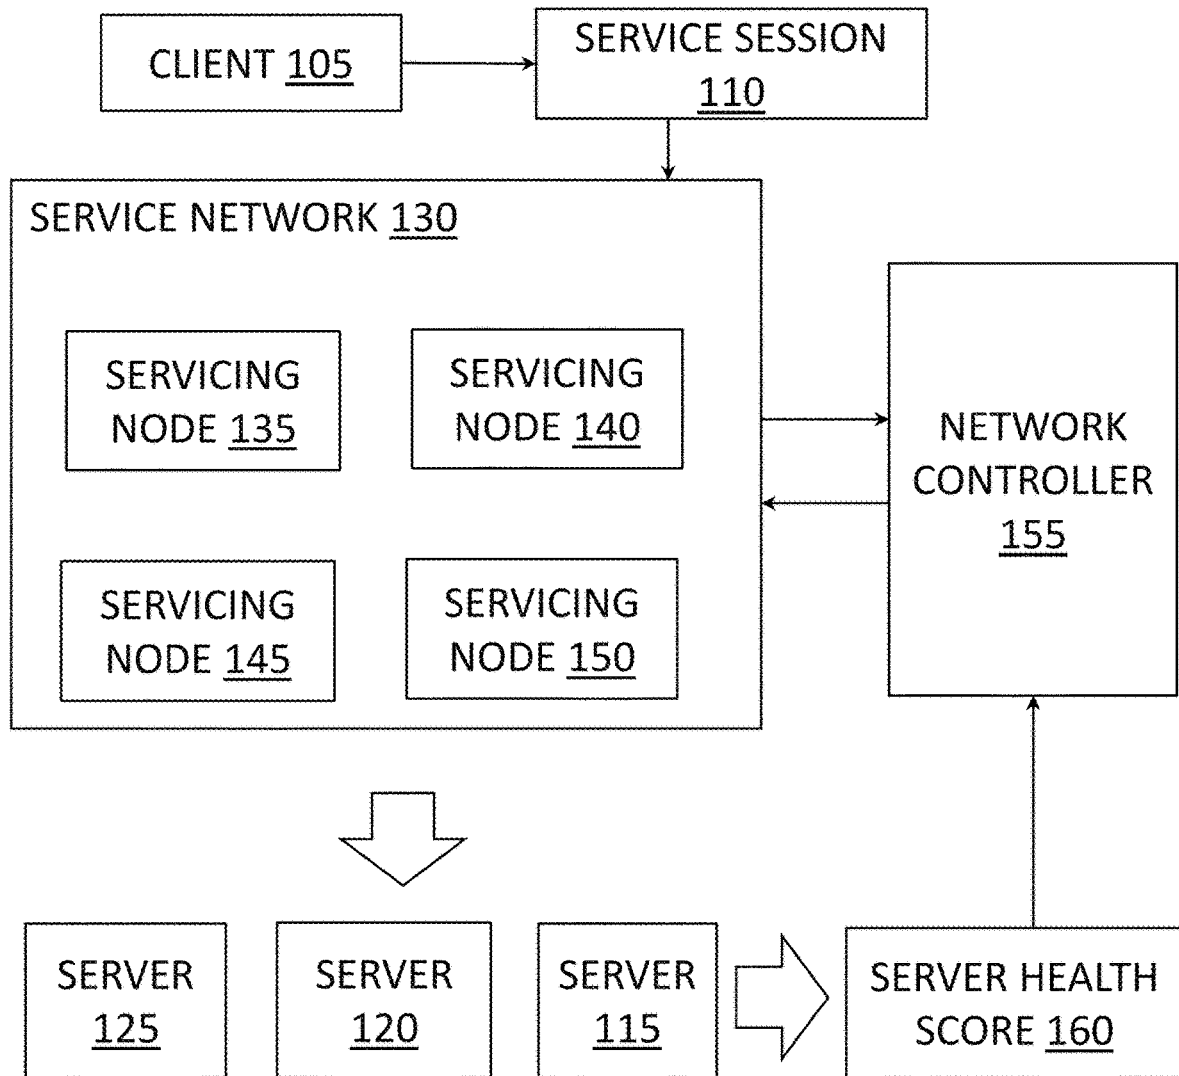 CLIENT 105
SERVICE SESSION
110
SERVICE NETWORK 130
SERVICING
NODE 135
SERVICING
NODE 140
SERVICING
NODE 145
SERVICING
NODE 150
NETWORK
CONTROLLER
155
SERVER
125
SERVER
120
SERVER
115
SERVER HEALTH
SCORE 160